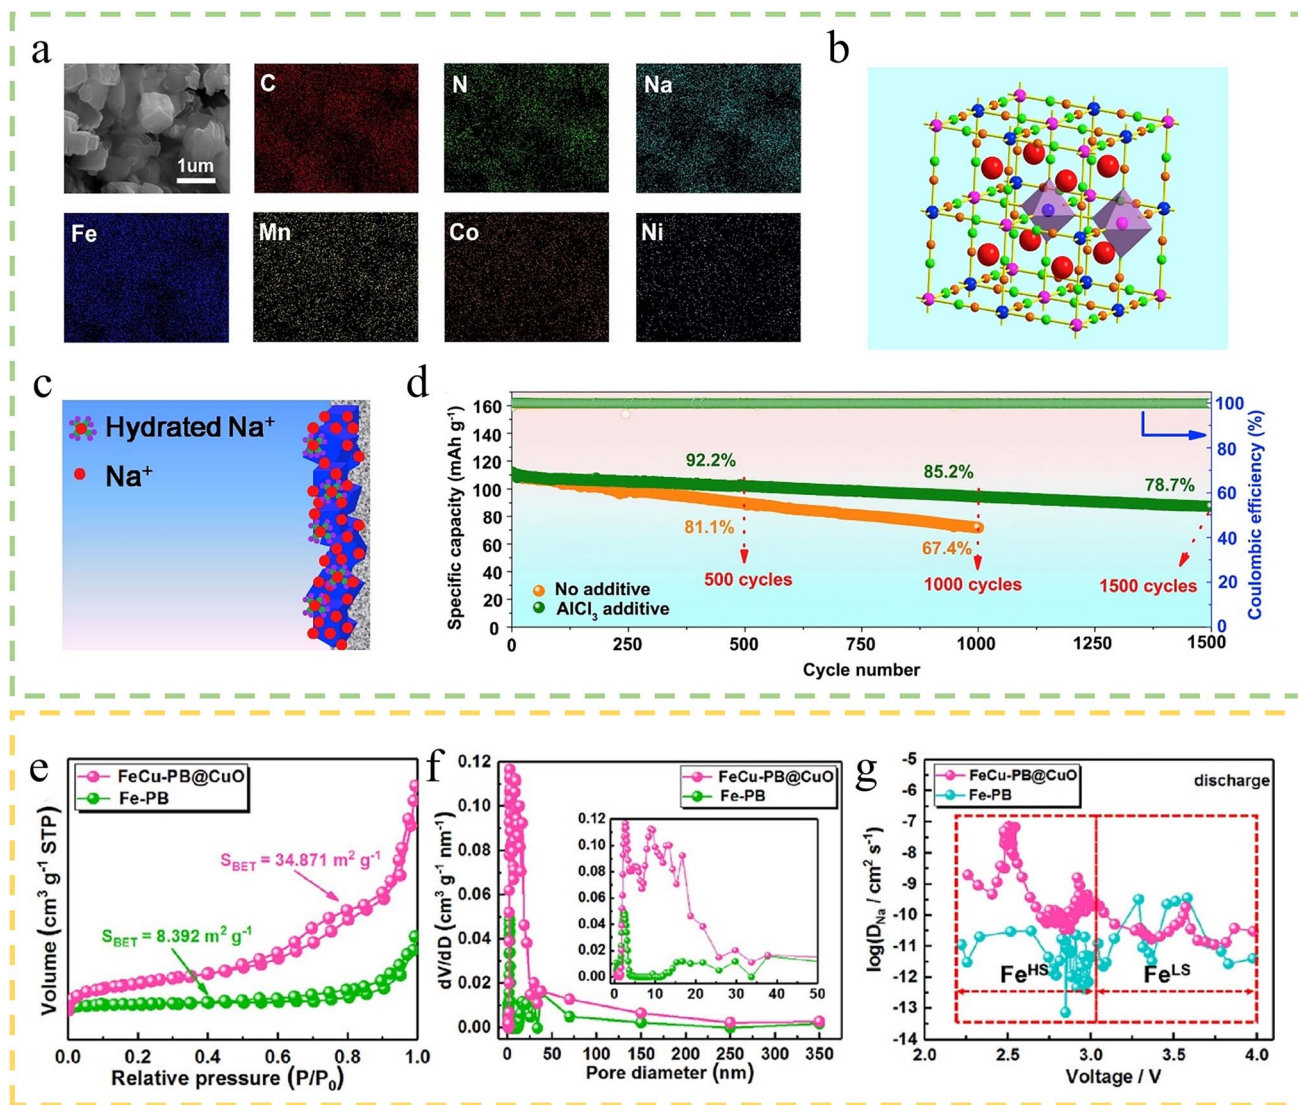 a
C
N
Na
1um
Fe
Mn
Co
Ni
b
c
Hydrated Na⁺
Na⁺
d
Specific capacity (mAh g⁻¹)
160
140
120
100
80
60
40
20
0
92.2%
85.2%
78.7%
81.1%
67.4%
500 cycles
1000 cycles
1500 cycles
No additive
AlCl₃ additive
0
250
500
750
1000
1250
1500
Cycle number
100
80
60
40
20
0
Coulombic efficiency (%)
e
FeCu-PB@CuO
Fe-PB
S_BET = 34.871 m² g⁻¹
S_BET = 8.392 m² g⁻¹
Volume (cm³ g⁻¹ STP)
0.0
0.2
0.4
0.6
0.8
1.0
Relative pressure (P/P₀)
f
FeCu-PB@CuO
Fe-PB
dV/dD (cm³ g⁻¹ nm⁻¹)
0.12
0.10
0.08
0.06
0.04
0.02
0.00
0.12
0.10
0.08
0.06
0.04
0.02
0.00
0
10
20
30
40
50
0
50
100
150
200
250
300
350
Pore diameter (nm)
g
FeCu-PB@CuO
Fe-PB
discharge
log(D_Na / cm² s⁻¹)
-5
-6
-7
-8
-9
-10
-11
-12
-13
-14
Fe^HS
Fe^LS
2.0
2.5
3.0
3.5
4.0
Voltage / V